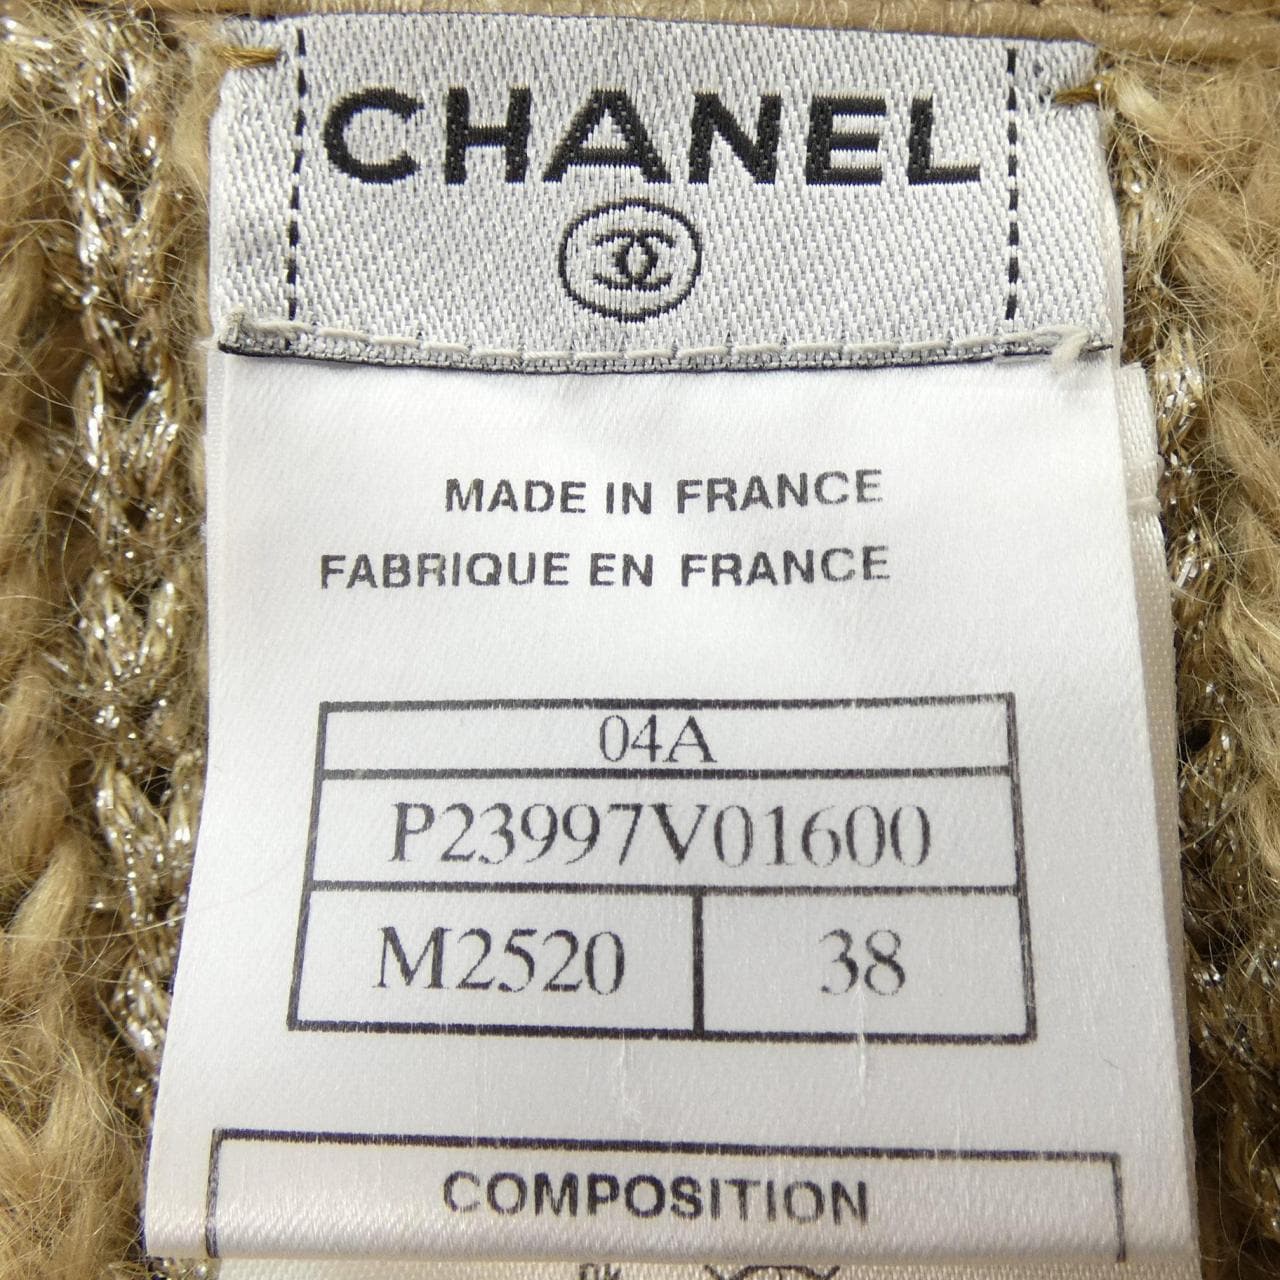 CHANEL
MADE IN FRANCE
FABRIQUE EN FRANCE
04A
P23997V01600
M2520 38
COMPOSITION